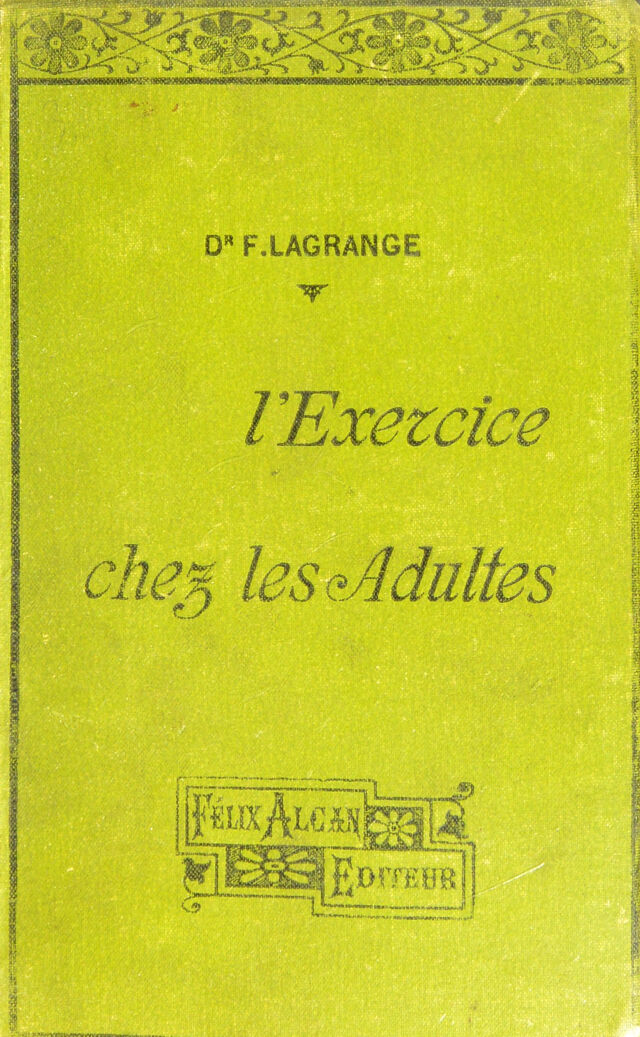 Dᴿ F. LAGRANGE
l'Exercice
chez les Adultes
FÉLIX ALCAN
EDITEUR